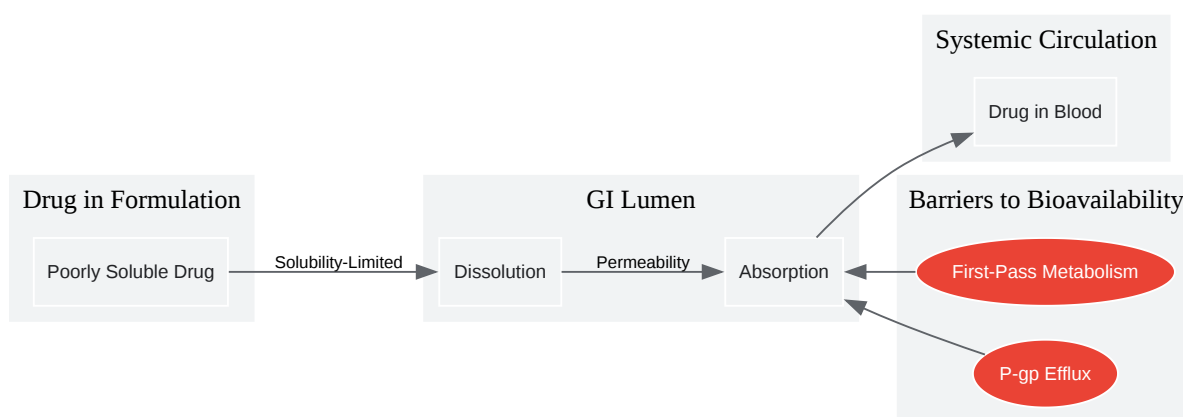 Systemic Circulation
Drug in Blood
Drug in Formulation
Poorly Soluble Drug
Solubility-Limited
GI Lumen
Dissolution
Permeability
Absorption
Barriers to Bioavailability
First-Pass Metabolism
P-gp Efflux